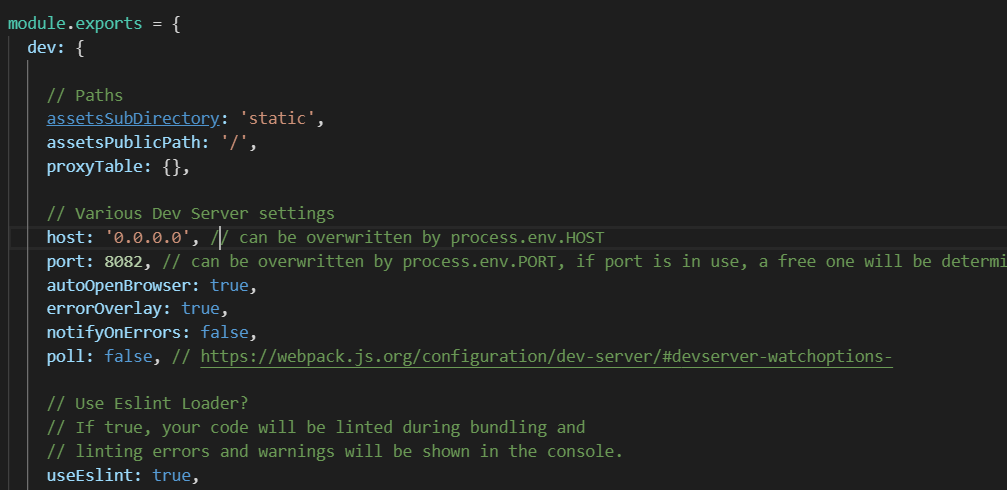 module.exports = {
dev: {
// Paths
assetsSubDirectory: 'static',
assetsPublicPath: '/',
proxyTable: {},
// Various Dev Server settings
host: '0.0.0.0', // can be overwritten by process.env.HOST
port: 8082, // can be overwritten by process.env.PORT, if port is in use, a free one will be determi
autoOpenBrowser: true,
errorOverlay: true,
notifyOnErrors: false,
poll: false, // https://webpack.js.org/configuration/dev-server/#devserver-watchoptions-
// Use Eslint Loader?
// If true, your code will be linted during bundling and
// linting errors and warnings will be shown in the console.
useEslint: true,